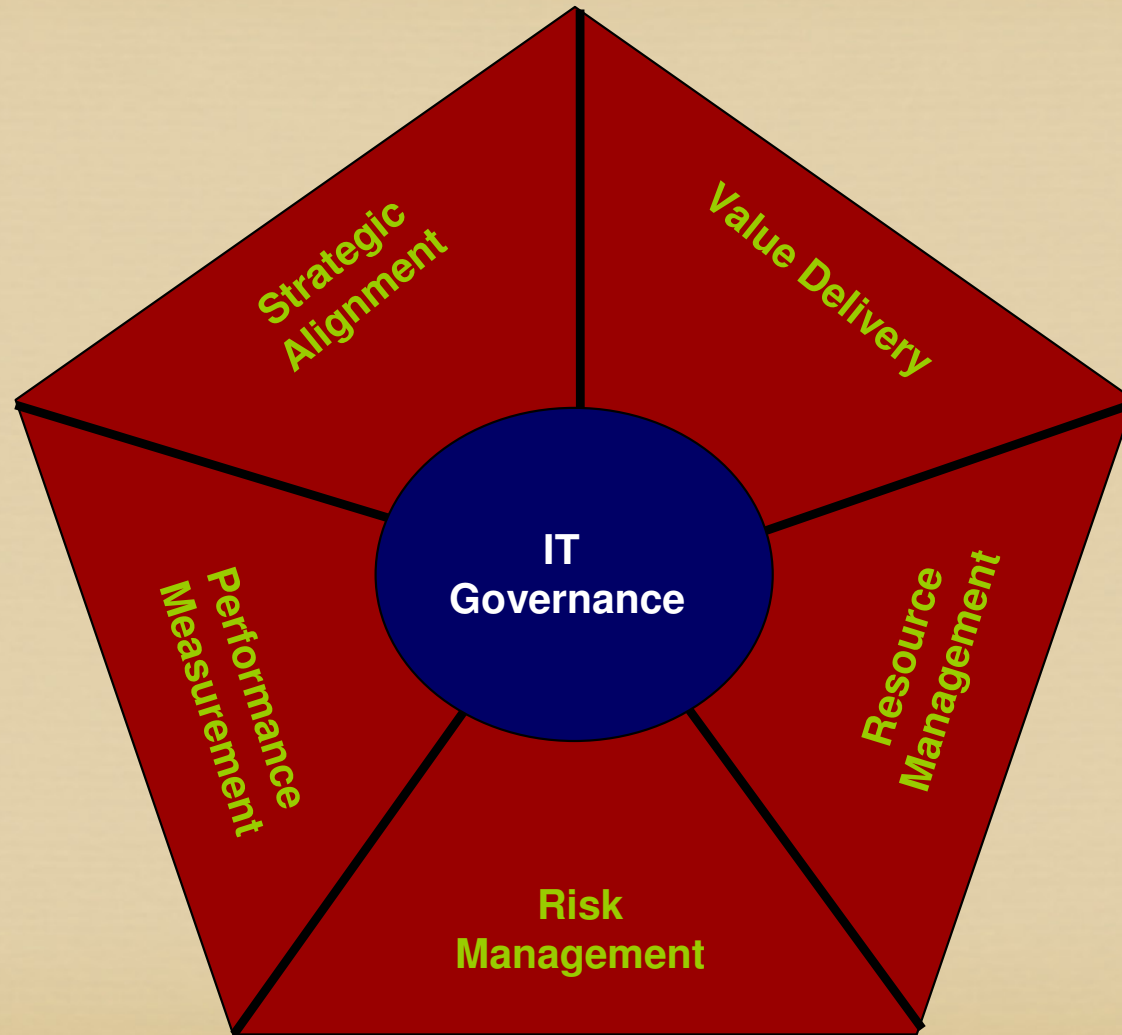 Strategic
Alignment
Value Delivery
IT
Governance
Performance
Measurement
Resource
Management
Risk
Management